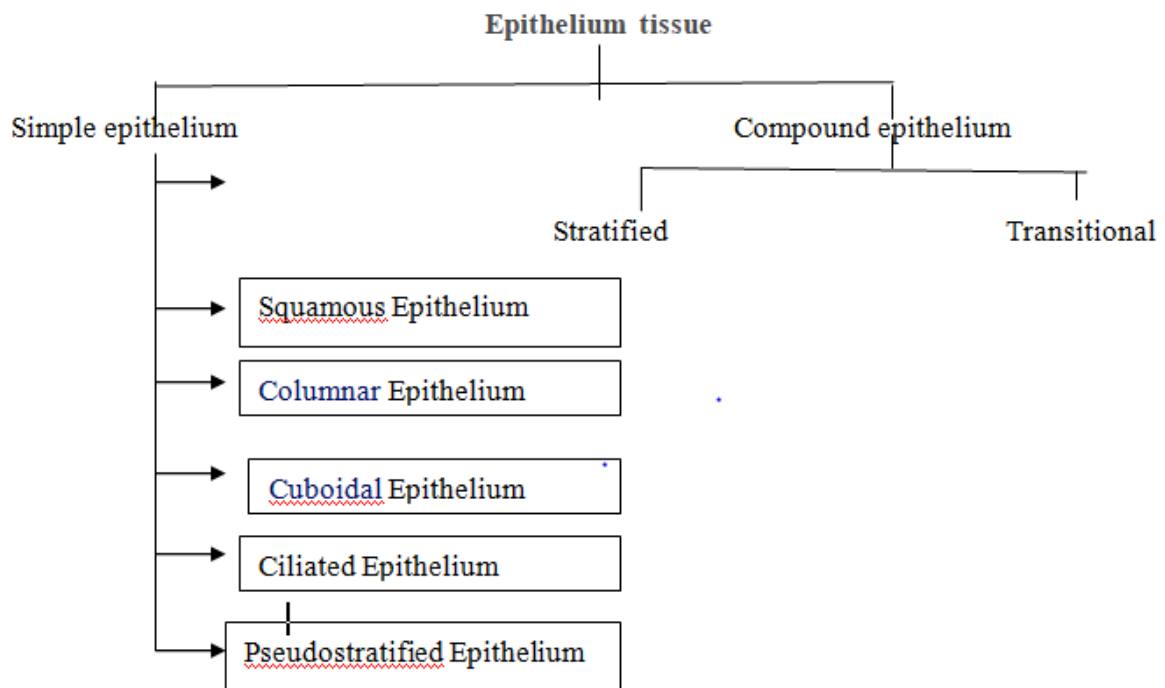 Epithelium tissue
Simple epithelium
Compound epithelium
Stratified
Transitional
Squamous Epithelium
Columnar Epithelium
Cuboidal Epithelium
Ciliated Epithelium
Pseudostratified Epithelium